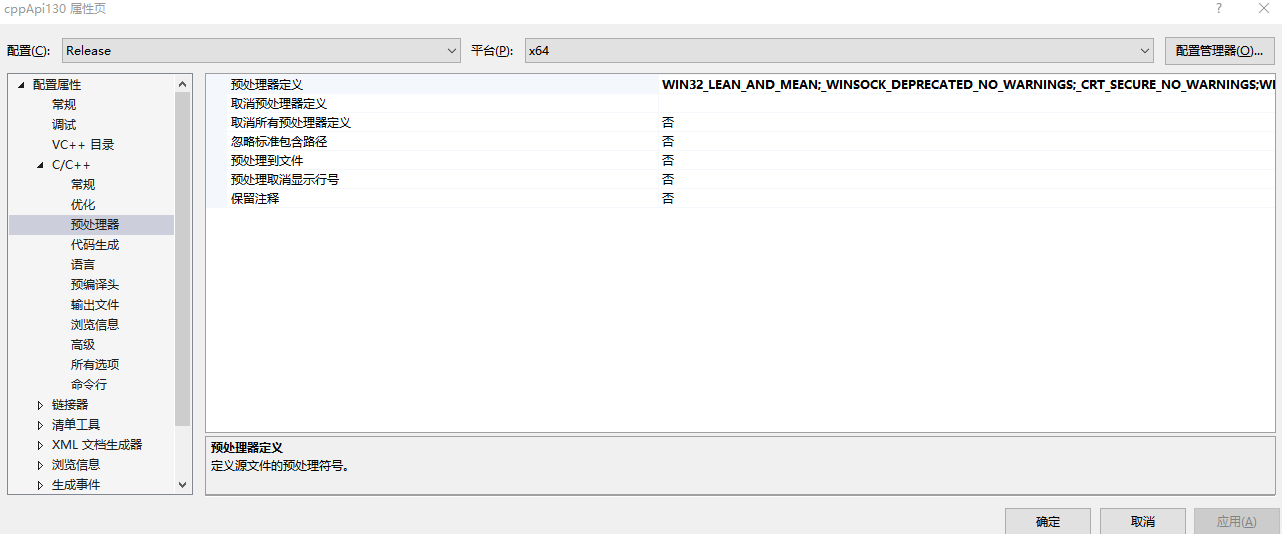 cppApi130 属性页
配置(C): Release 平台(P): x64 配置管理器(O)...
配置属性
常规
调试
VC++ 目录
C/C++
常规
优化
预处理器
代码生成
语言
预编译头
输出文件
浏览信息
高级
所有选项
命令行
链接器
清单工具
XML 文档生成器
浏览信息
生成事件
预处理器定义 WIN32_LEAN_AND_MEAN;_WINSOCK_DEPRECATED_NO_WARNINGS;_CRT_SECURE_NO_WARNINGS;WI
取消预处理器定义
取消所有预处理器定义 否
忽略标准包含路径 否
预处理到文件 否
预处理取消显示行号 否
保留注释 否
预处理器定义
定义源文件的预处理符号。
确定 取消 应用(A)